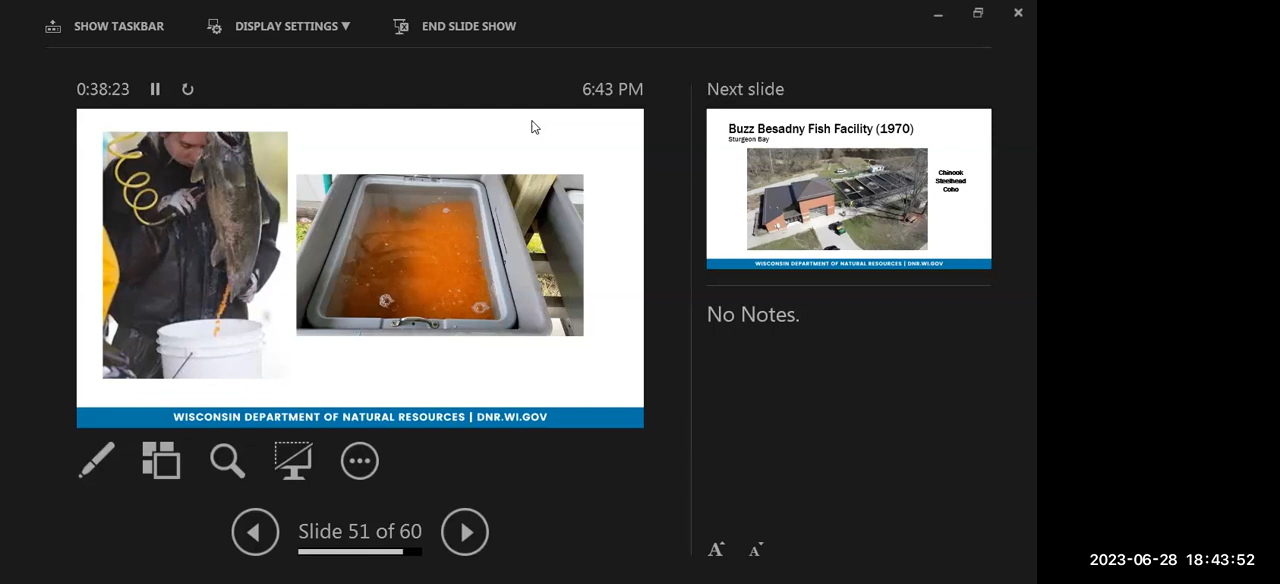 SHOW TASKBAR
DISPLAY SETTINGS ▼
END SLIDE SHOW
0:38:23
6:43 PM
Next slide
Buzz Besadny Fish Facility (1970)
Sturgeon Bay
Chinook
Steelhead
Coho
WISCONSIN DEPARTMENT OF NATURAL RESOURCES | DNR.WI.GOV
No Notes.
WISCONSIN DEPARTMENT OF NATURAL RESOURCES | DNR.WI.GOV
Slide 51 of 60
A A
2023-06-28 18:43:52